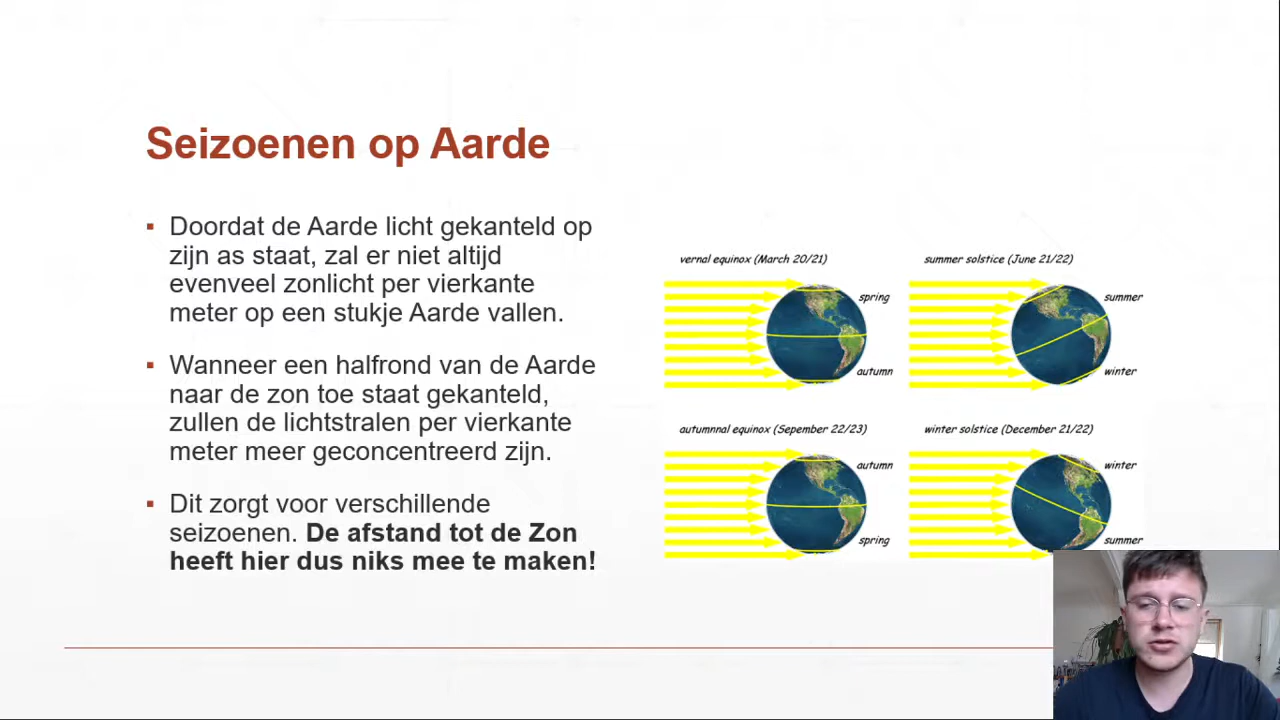 Seizoenen op Aarde
Doordat de Aarde licht gekanteld op
zijn as staat, zal er niet altijd
evenveel zonlicht per vierkante
meter op een stukje Aarde vallen.
Wanneer een halfrond van de Aarde
naar de zon toe staat gekanteld,
zullen de lichtstralen per vierkante
meter meer geconcentreerd zijn.
Dit zorgt voor verschillende
seizoenen. De afstand tot de Zon
heeft hier dus niks mee te maken!
vernal equinox (March 20/21)
spring
autumn
summer solstice (June 21/22)
summer
winter
autumnnal equinox (Sepember 22/23)
autumn
spring
winter solstice (December 21/22)
winter
summer